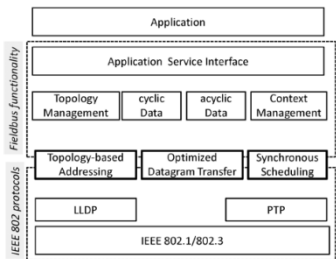 Application
Fieldbus functionality
Application Service Interface
Topology
Management
cyclic
Data
acyclic
Data
Context
Management
Topology-based
Addressing
Optimized
Datagram Transfer
Synchronous
Scheduling
IEEE 802 protocols
LLDP
PTP
IEEE 802.1/802.3